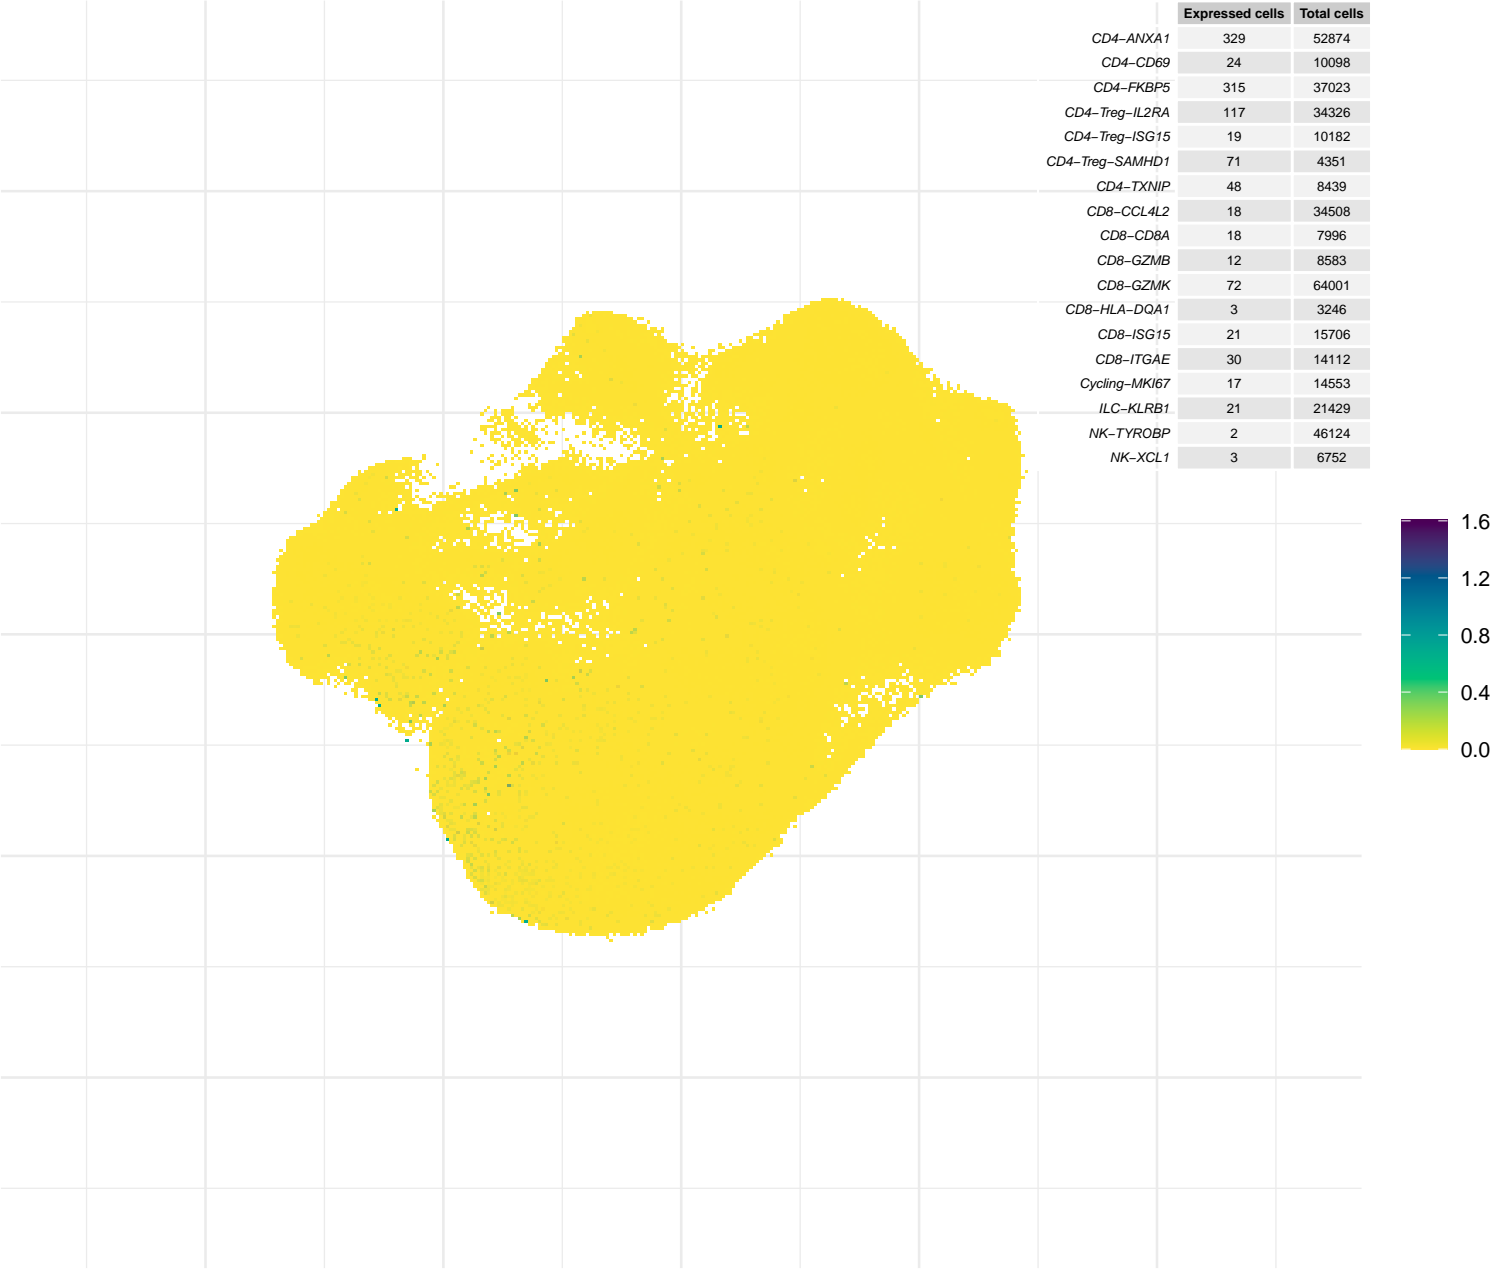 Expressed cells Total cells
CD4−ANXA1 329 52874
CD4−CD69 24 10098
CD4−FKBP5 315 37023
CD4−Treg−IL2RA 117 34326
CD4−Treg−ISG15 19 10182
CD4−Treg−SAMHD1 71 4351
CD4−TXNIP 48 8439
CD8−CCL4L2 18 34508
CD8−CD8A 18 7996
CD8−GZMB 12 8583
CD8−GZMK 72 64001
CD8−HLA−DQA1 3 3246
CD8−ISG15 21 15706
CD8−ITGAE 30 14112
Cycling−MKI67 17 14553
ILC−KLRB1 21 21429
NK−TYROBP 2 46124
NK−XCL1 3 6752
1.6
1.2
0.8
0.4
0.0